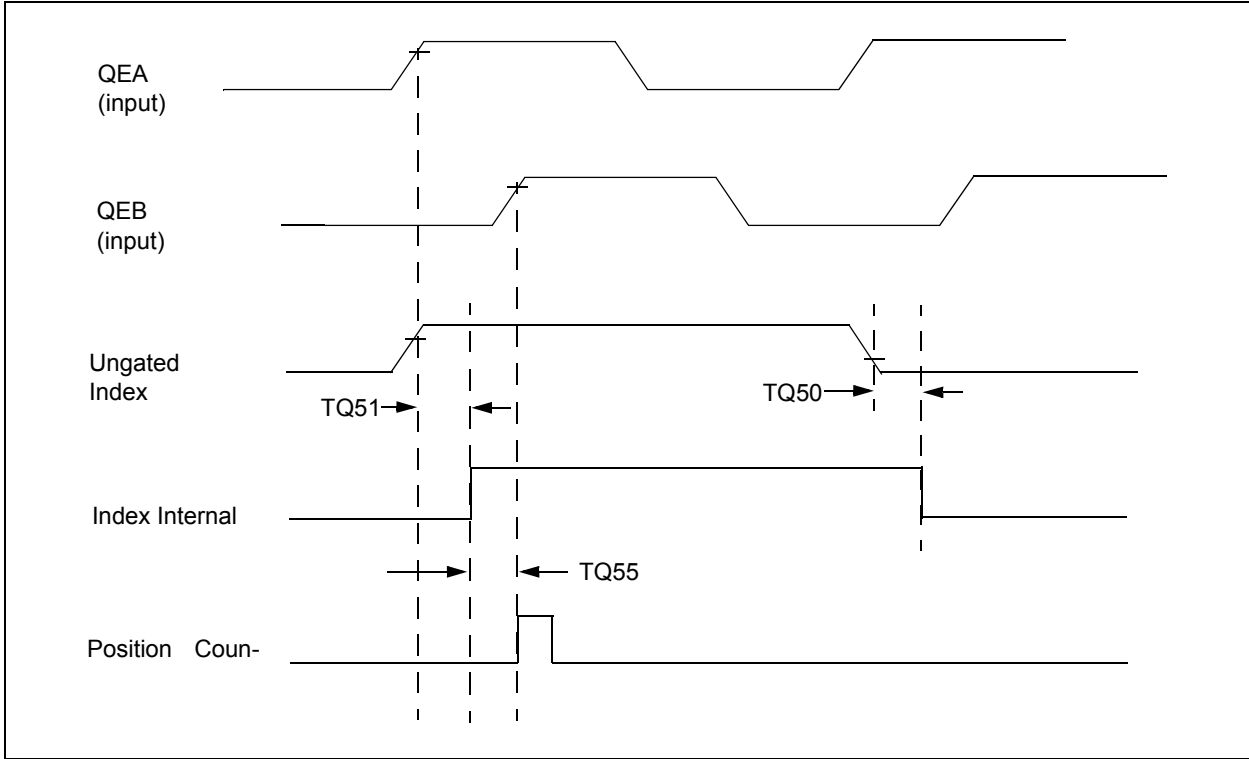 QEA
(input)
QEB
(input)
Ungated
Index
TQ51
TQ50
Index Internal
TQ55
Position Coun-